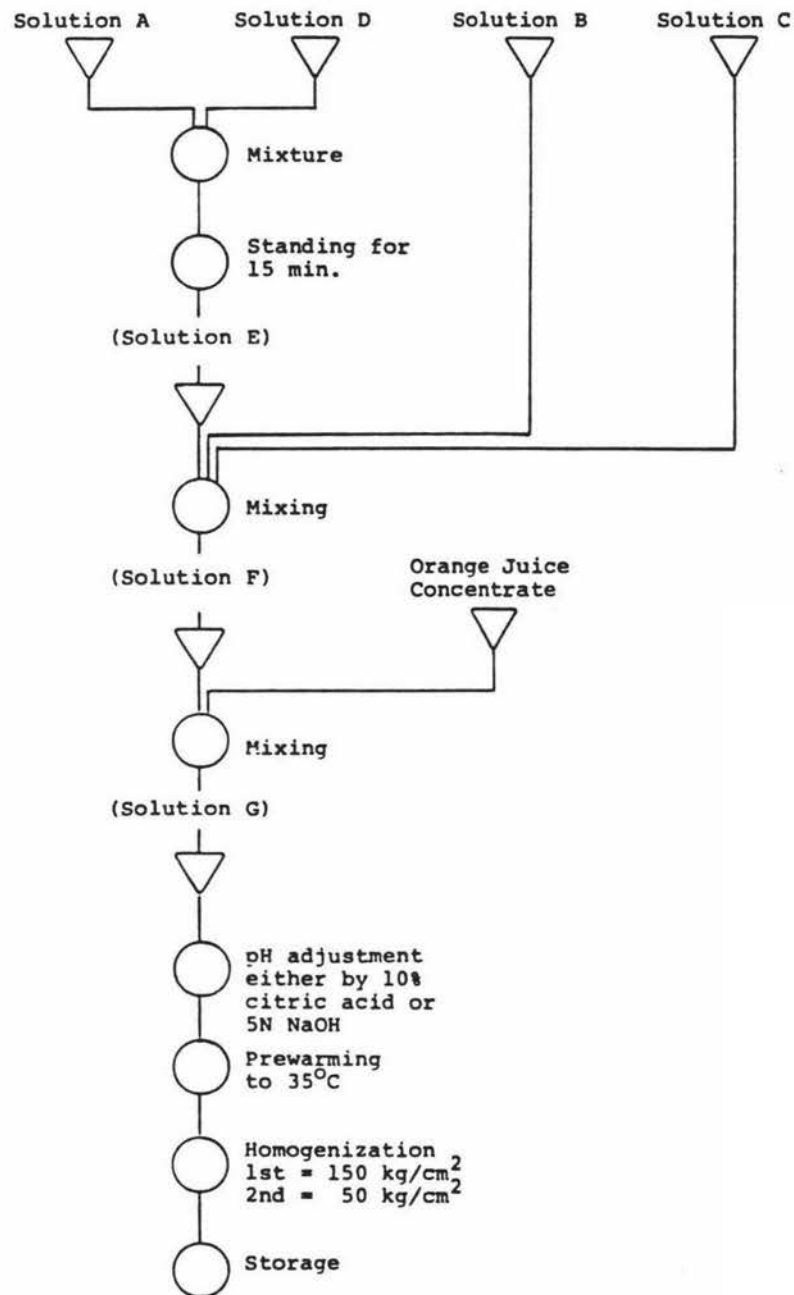 Solution A
Solution D
Solution B
Solution C
Mixture
Standing for
15 min.
(Solution E)
Mixing
(Solution F)
Orange Juice
Concentrate
Mixing
(Solution G)
pH adjustment
either by 10%
citric acid or
5N NaOH
Prewarming
to 35°C
Homogenization
1st = 150 kg/cm²
2nd = 50 kg/cm²
Storage